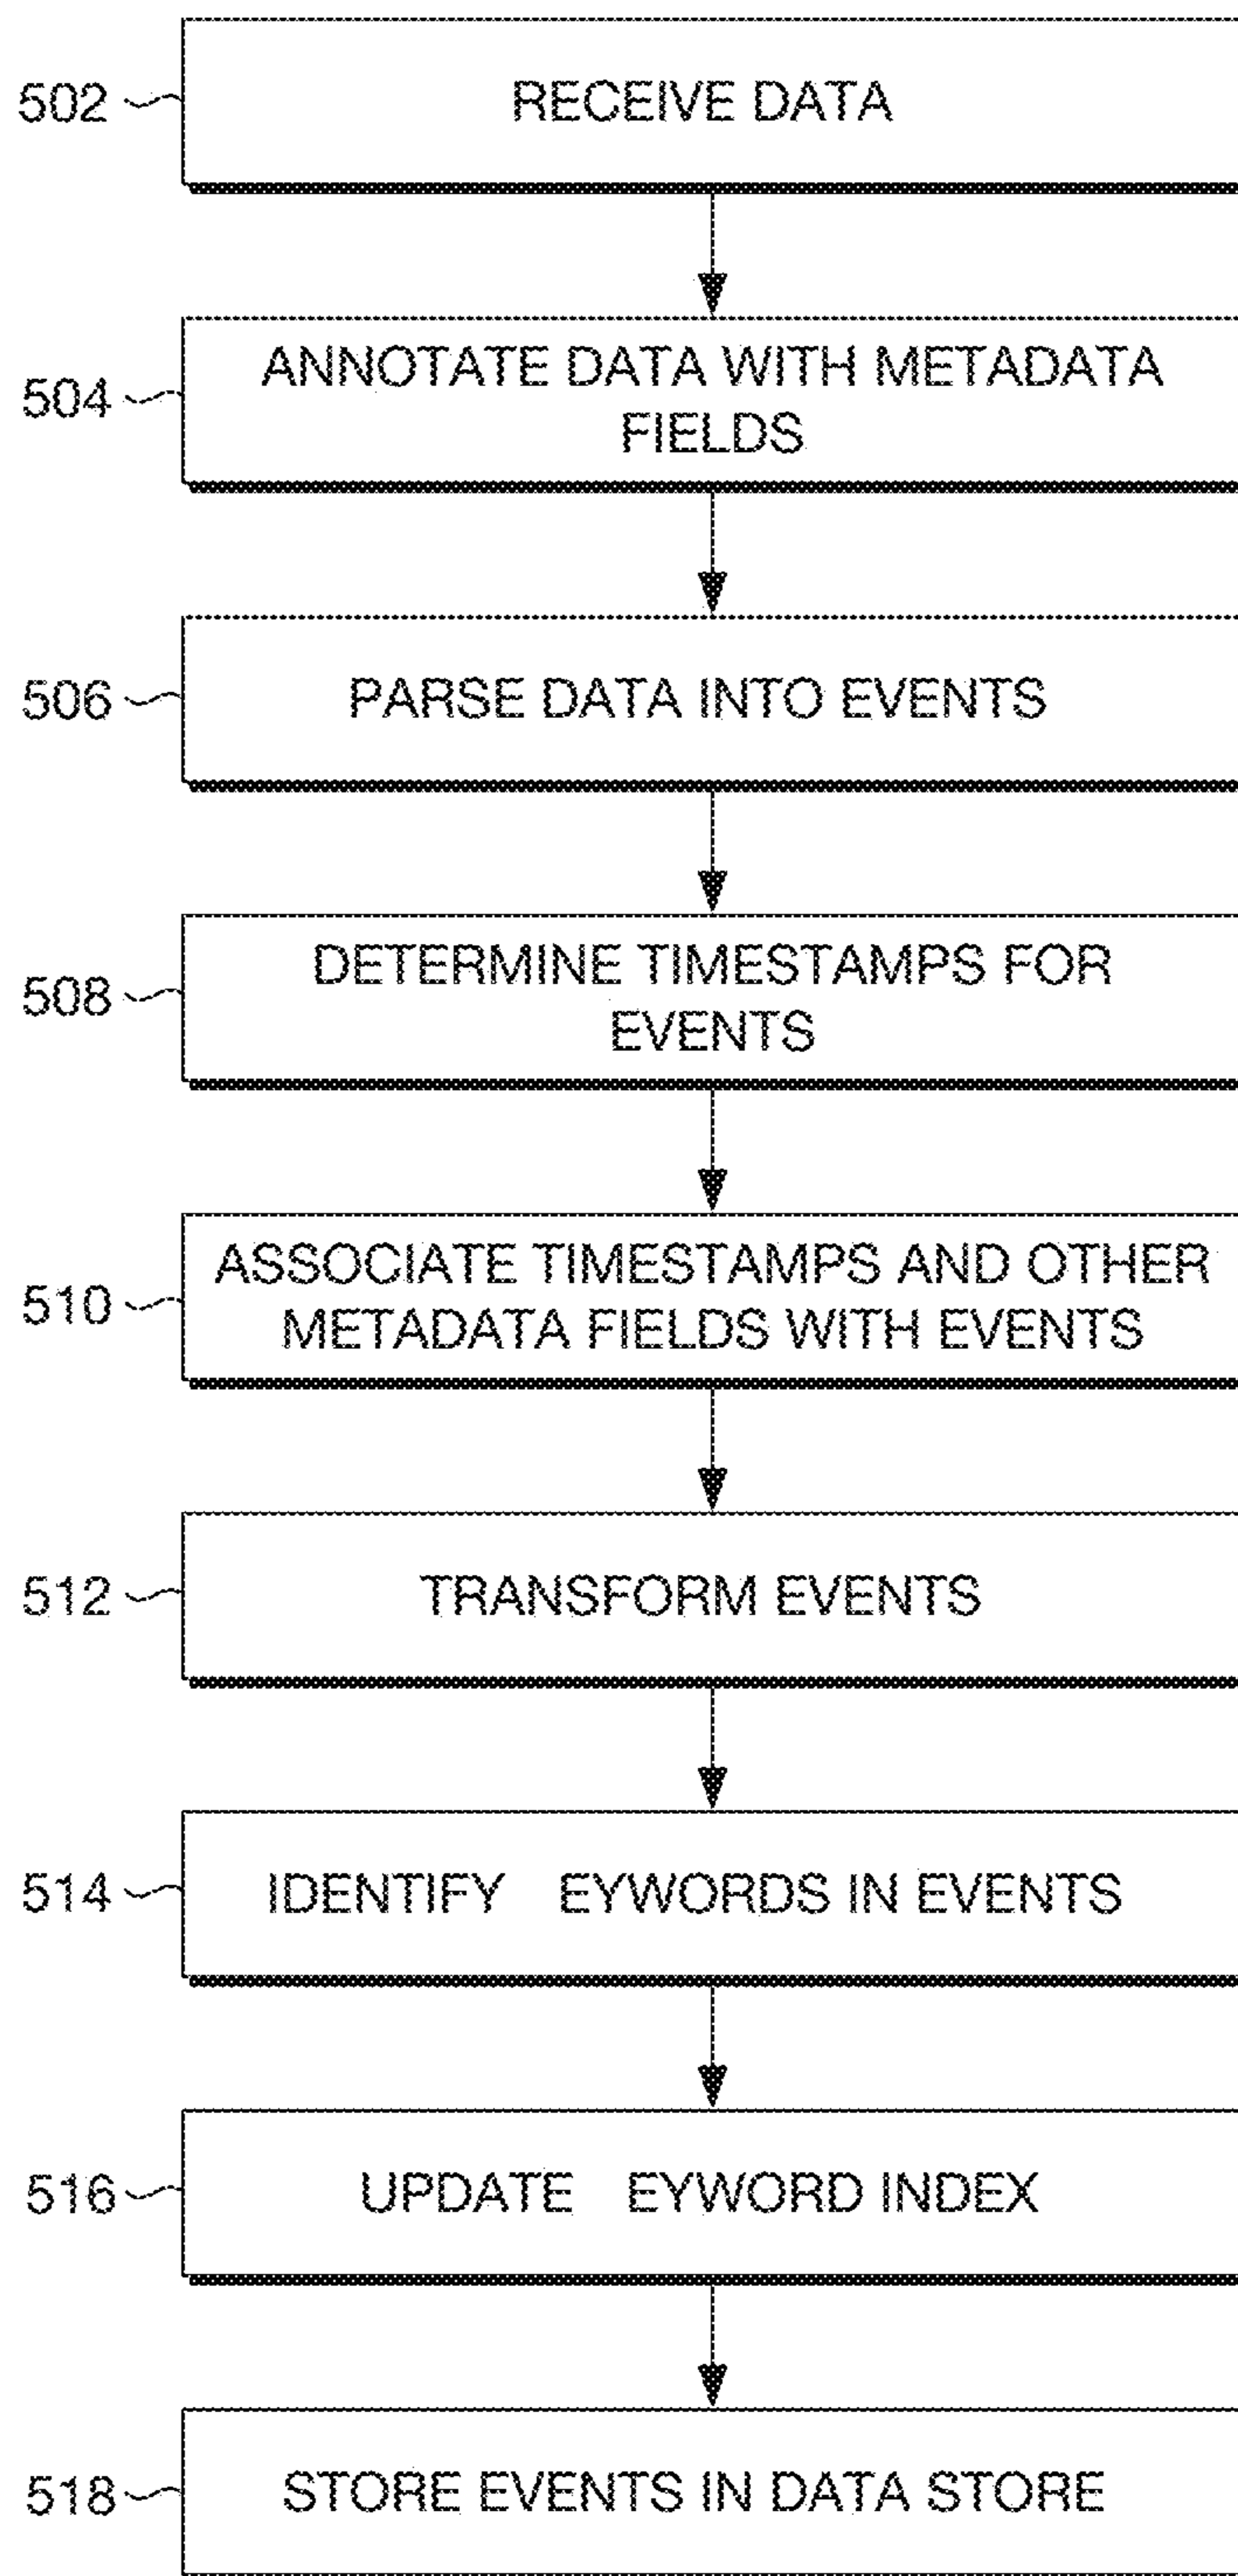 502
RECEIVE DATA
504
ANNOTATE DATA WITH METADATA
FIELDS
506
PARSE DATA INTO EVENTS
508
DETERMINE TIMESTAMPS FOR
EVENTS
510
ASSOCIATE TIMESTAMPS AND OTHER
METADATA FIELDS WITH EVENTS
512
TRANSFORM EVENTS
514
IDENTIFY EYWORDS IN EVENTS
516
UPDATE EYWORD INDEX
518
STORE EVENTS IN DATA STORE